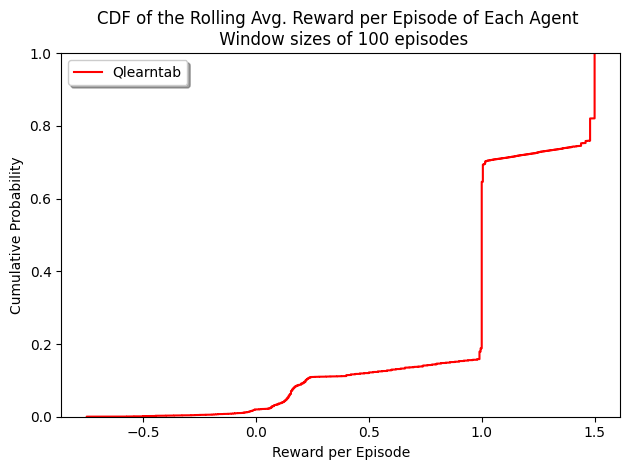 CDF of the Rolling Avg. Reward per Episode of Each Agent
Window sizes of 100 episodes
Qlearntab
1.0
0.8
0.6
0.4
0.2
0.0
Cumulative Probability
−0.5
0.0
0.5
1.0
1.5
Reward per Episode